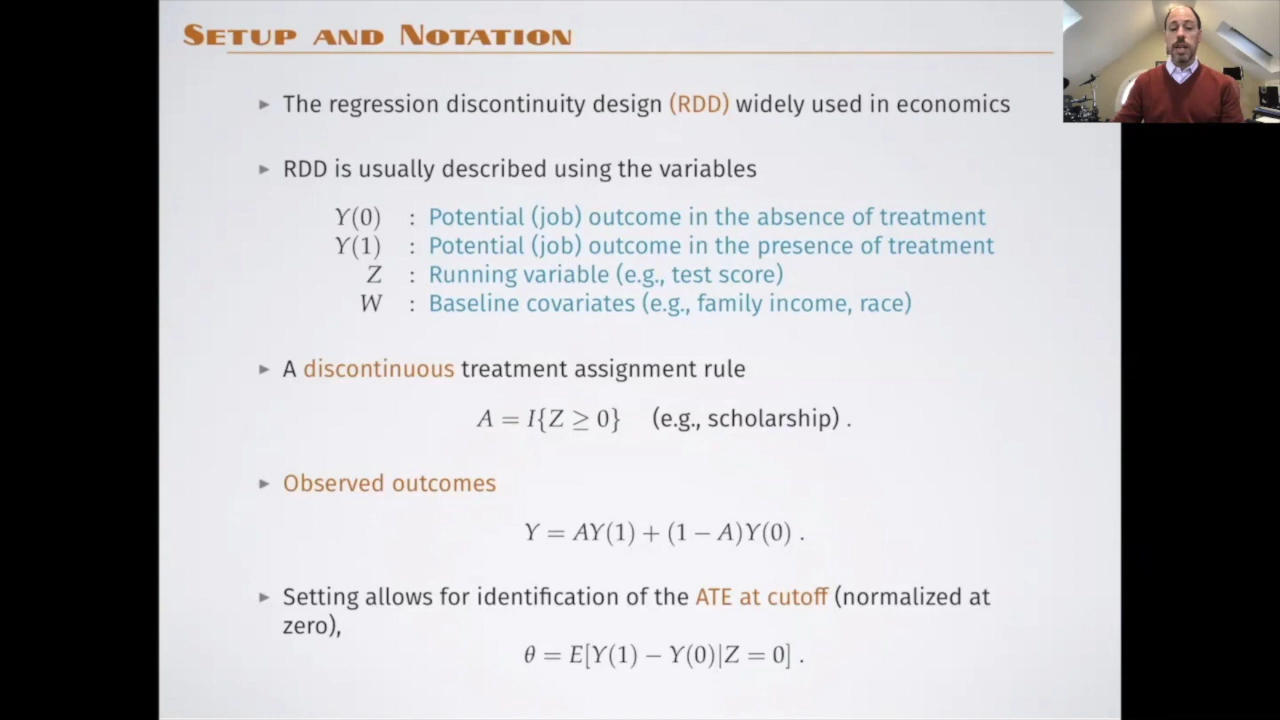 Setup and Notation
▶ The regression discontinuity design (RDD) widely used in economics
▶ RDD is usually described using the variables
Y(0) : Potential (job) outcome in the absence of treatment
Y(1) : Potential (job) outcome in the presence of treatment
Z : Running variable (e.g., test score)
W : Baseline covariates (e.g., family income, race)
▶ A discontinuous treatment assignment rule
A = I{Z ≥ 0} (e.g., scholarship) .
▶ Observed outcomes
Y = AY(1) + (1 − A)Y(0) .
▶ Setting allows for identification of the ATE at cutoff (normalized at
zero),
θ = E[Y(1) − Y(0)|Z = 0] .